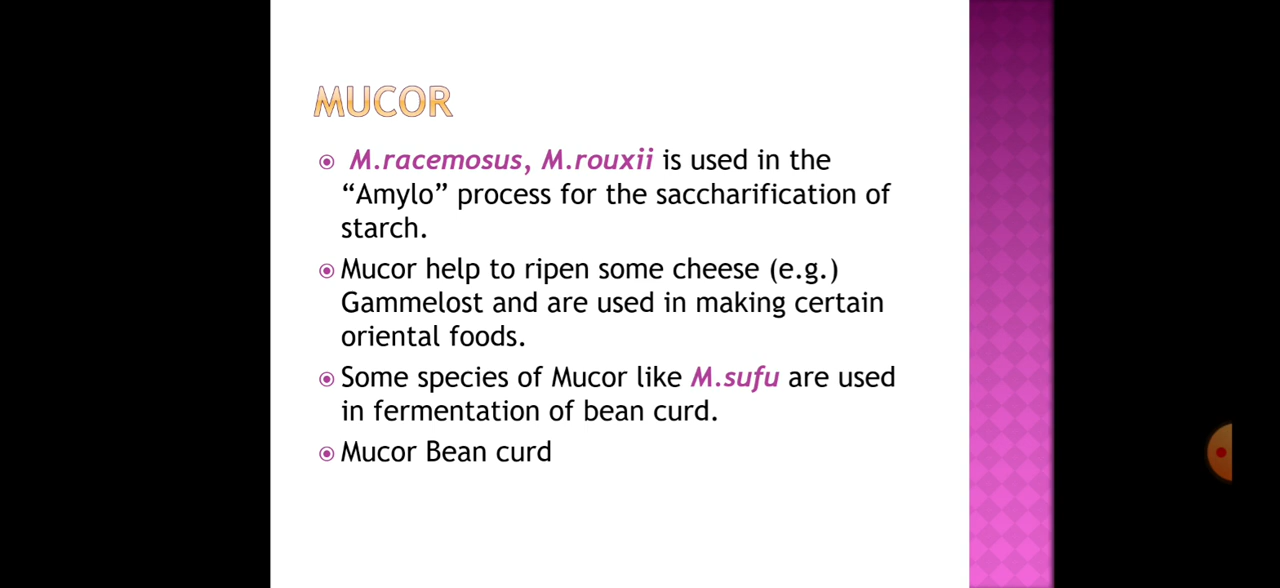 MUCOR
M.racemosus, M.rouxii is used in the
“Amylo” process for the saccharification of
starch.
Mucor help to ripen some cheese (e.g.)
Gammelost and are used in making certain
oriental foods.
Some species of Mucor like M.sufu are used
in fermentation of bean curd.
Mucor Bean curd